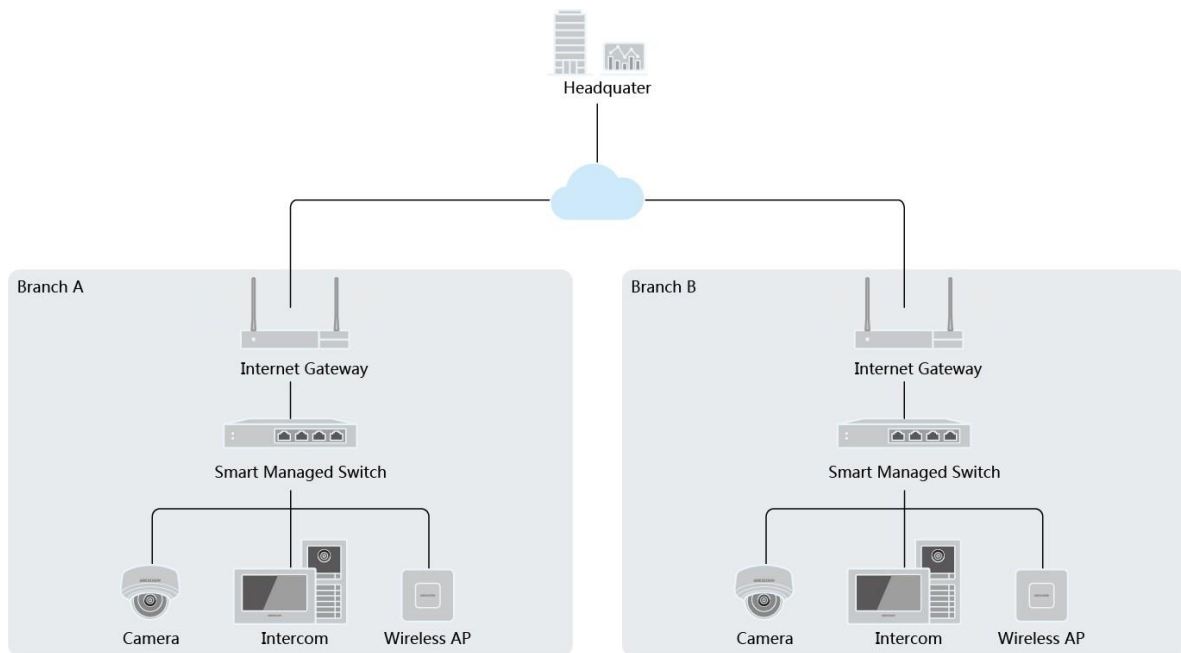 Headquater
Branch A
Branch B
Internet Gateway
Internet Gateway
Smart Managed Switch
Smart Managed Switch
Camera
Intercom
Wireless AP
Camera
Intercom
Wireless AP